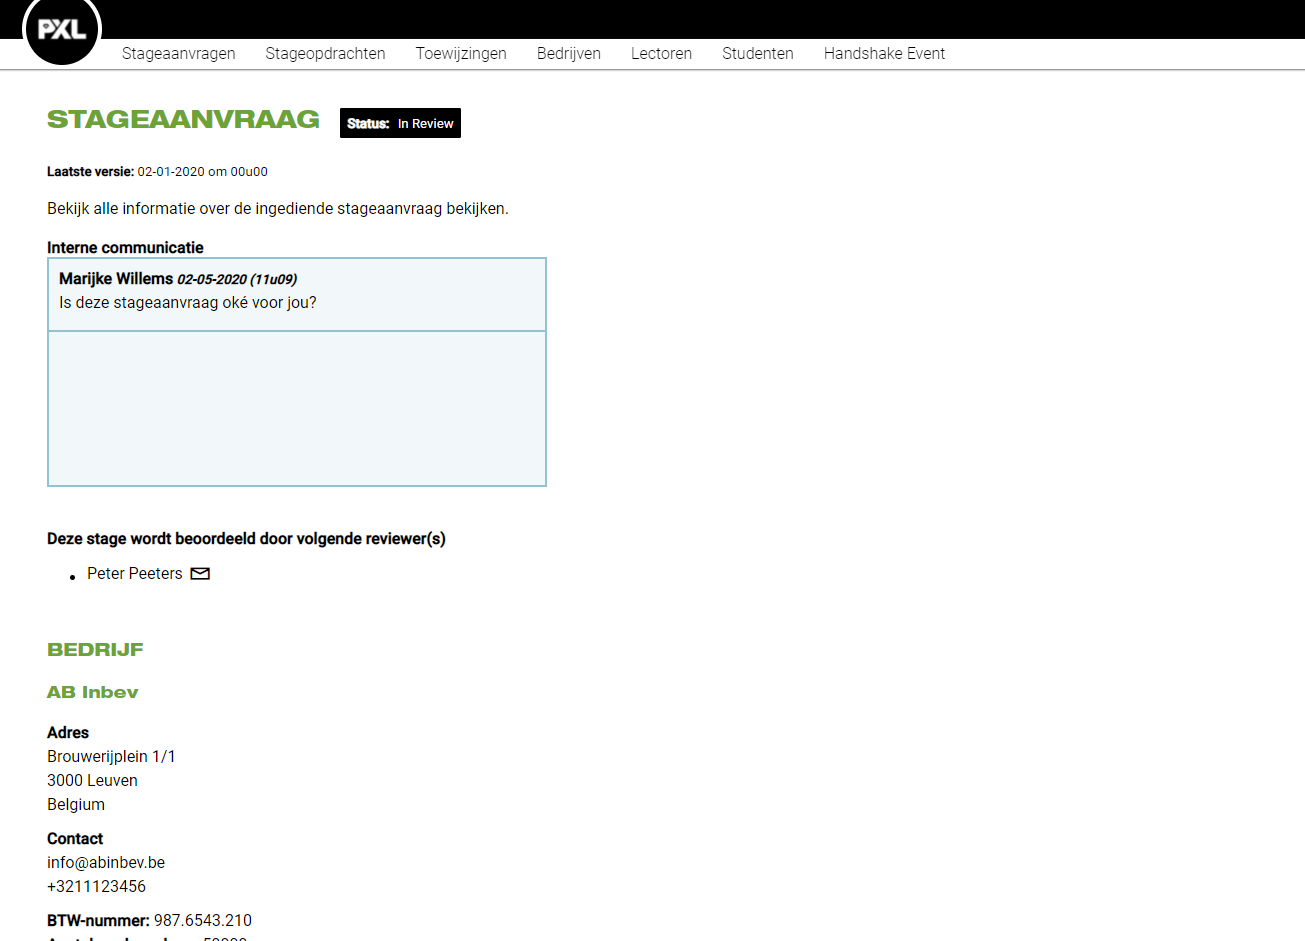 PXL
Stageaanvragen Stageopdrachten Toewijzingen Bedrijven Lectoren Studenten Handshake Event
STAGEAANVRAAG Status: In Review
Laatste versie: 02-01-2020 om 00u00
Bekijk alle informatie over de ingediende stageaanvraag bekijken.
Interne communicatie
Marijke Willems 02-05-2020 (11u09)
Is deze stageaanvraag oké voor jou?
Deze stage wordt beoordeeld door volgende reviewer(s)
Peter Peeters
BEDRIJF
AB Inbev
Adres
Brouwerijplein 1/1
3000 Leuven
Belgium
Contact
info@abinbev.be
+3211123456
BTW-nummer: 987.6543.210